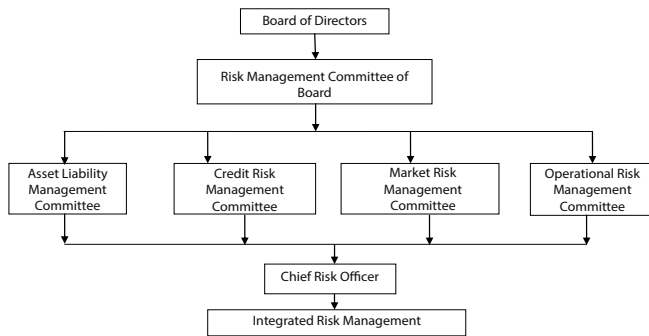 Board of Directors
Risk Management Committee of
Board
Asset Liability
Management
Committee
Credit Risk
Management
Committee
Market Risk
Management
Committee
Operational Risk
Management
Committee
Chief Risk Officer
Integrated Risk Management